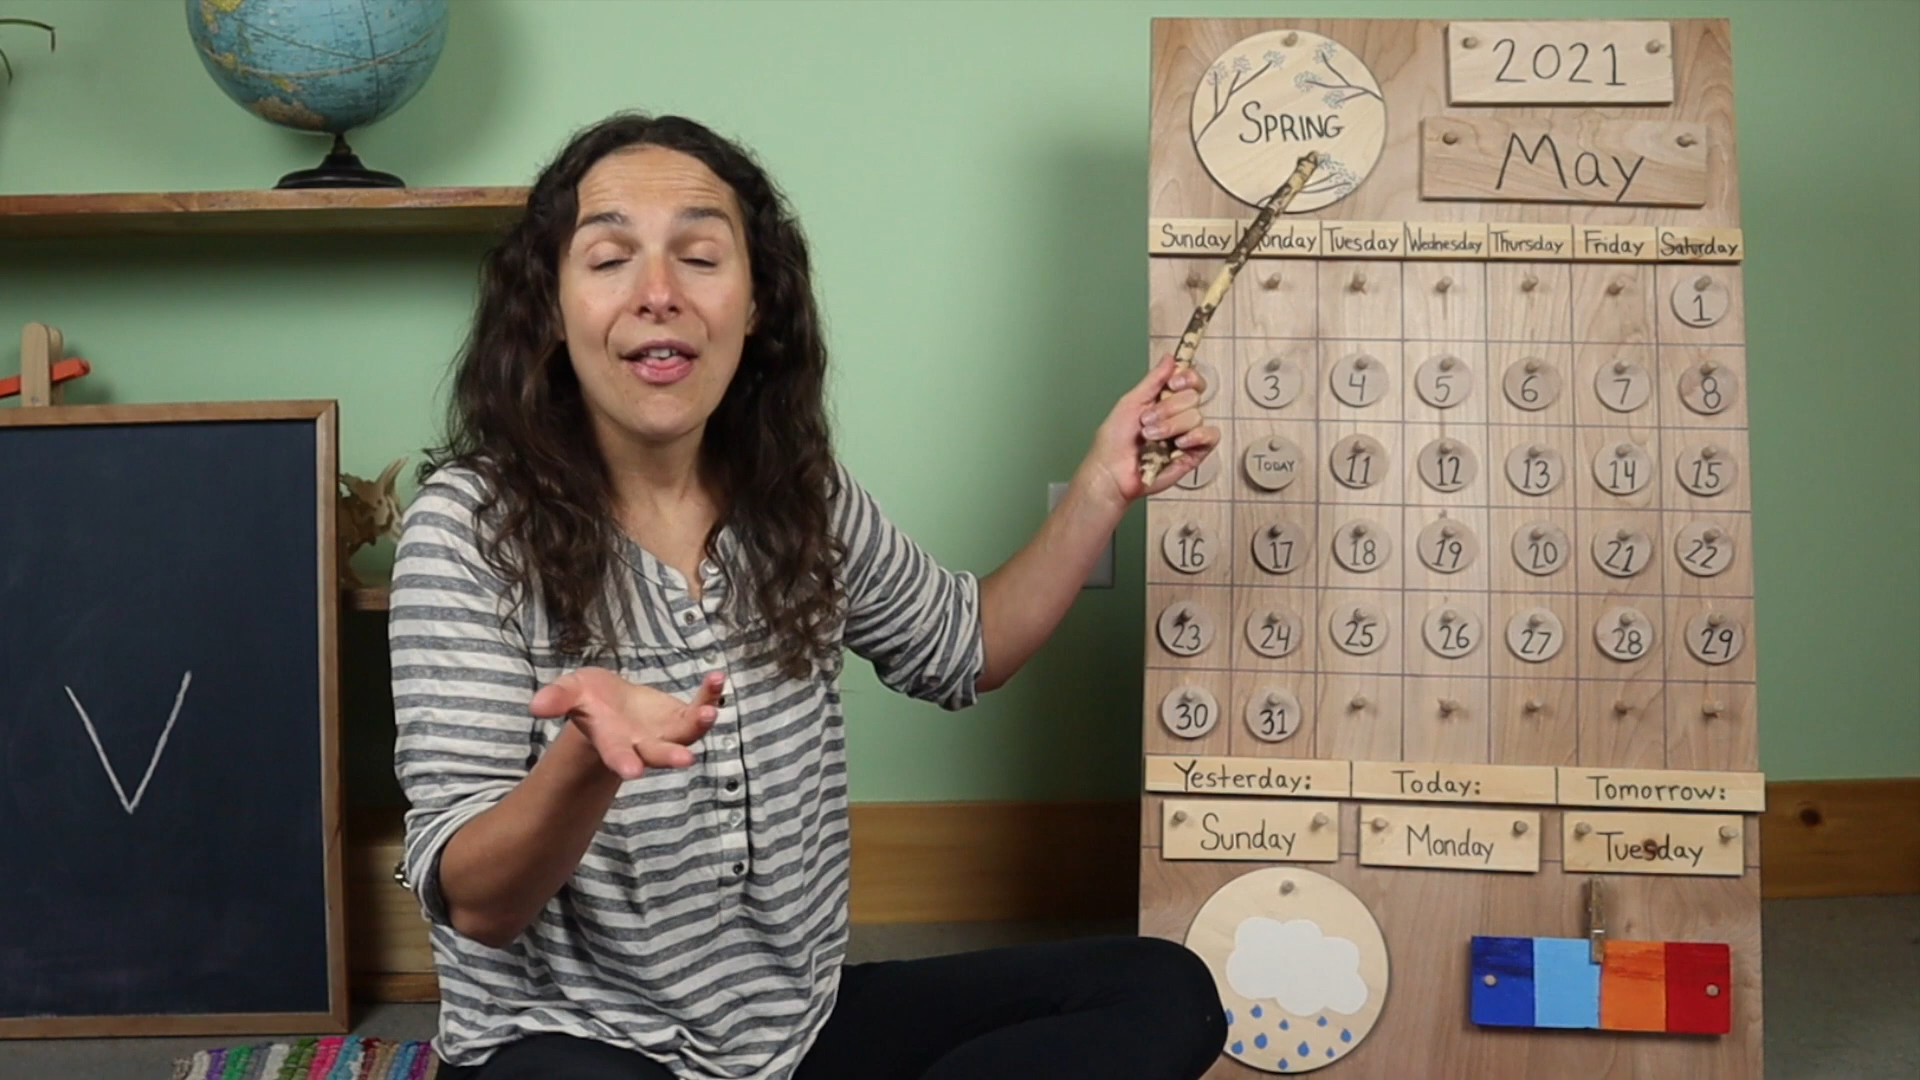 2021
SPRING
May
Sunday Monday Tuesday Wednesday Thursday Friday Saturday
1
3 4 5 6 7 8
TODAY 11 12 13 14 15
16 17 18 19 20 21 22
23 24 25 26 27 28 29
30 31
Yesterday: Today: Tomorrow:
Sunday Monday Tuesday
V